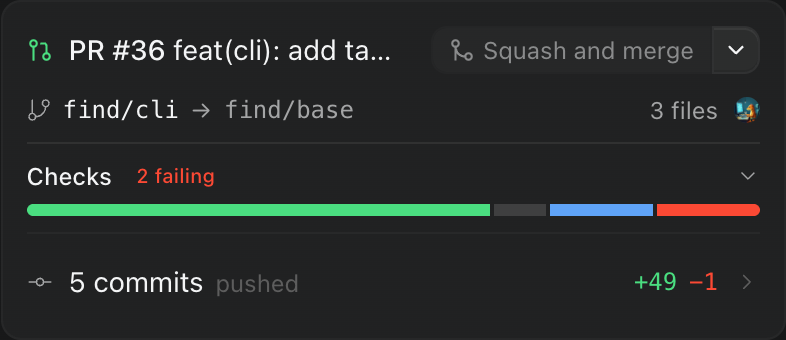 PR #36 feat(cli): add ta... Squash and merge
find/cli → find/base 3 files
Checks 2 failing
5 commits pushed +49 −1